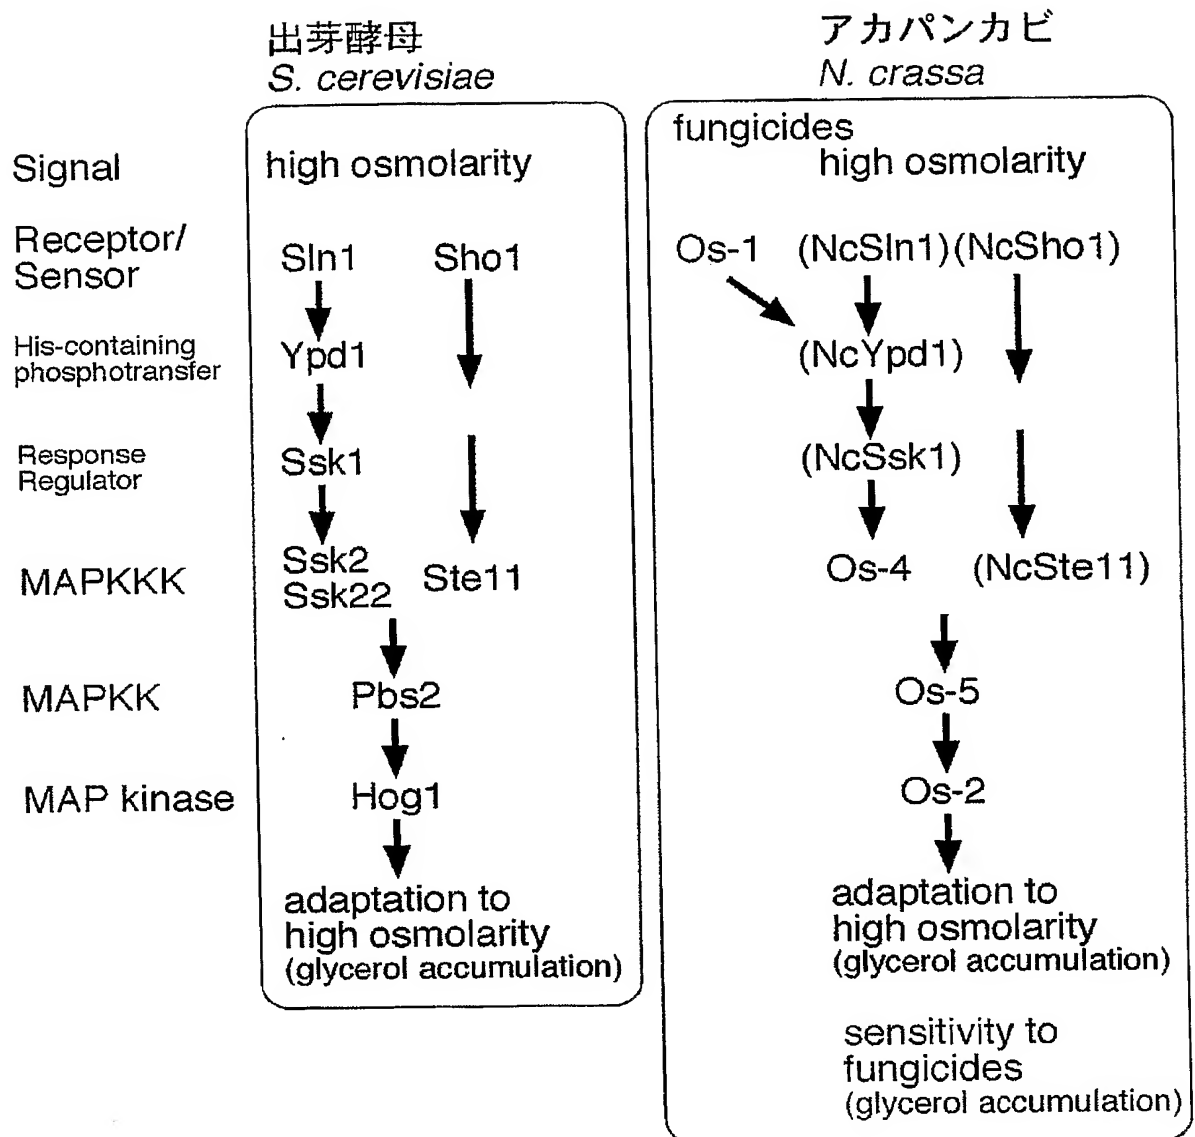 出芽酵母
S. cerevisiae
アカパンカビ
N. crassa
Signal
high osmolarity
fungicides
high osmolarity
Receptor/
Sensor
Sln1
Sho1
Os-1
(NcSln1)
(NcSho1)
His-containing
phosphotransfer
Ypd1
(NcYpd1)
Response
Regulator
Ssk1
(NcSsk1)
MAPKKK
Ssk2
Ssk22
Ste11
Os-4
(NcSte11)
MAPKK
Pbs2
Os-5
MAP kinase
Hog1
Os-2
adaptation to
high osmolarity
(glycerol accumulation)
adaptation to
high osmolarity
(glycerol accumulation)
sensitivity to
fungicides
(glycerol accumulation)